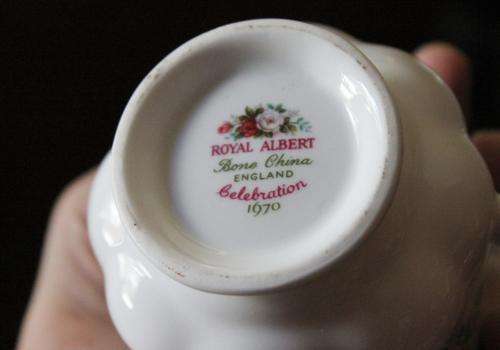 ROYAL ALBERT
Bone China
ENGLAND
Celebration
1970